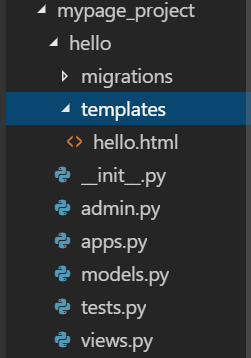 mypage_project
hello
migrations
templates
hello.html
__init__.py
admin.py
apps.py
models.py
tests.py
views.py